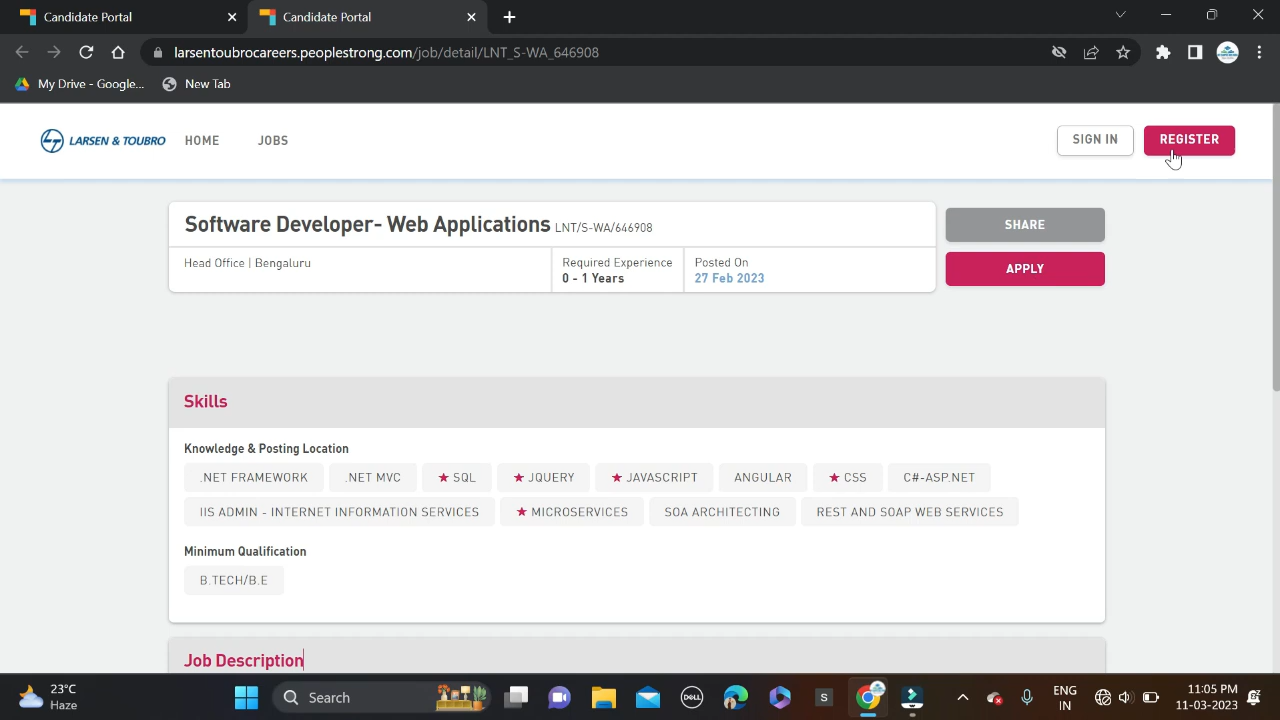 Candidate Portal
Candidate Portal
larsentoubrocareers.peoplestrong.com/job/detail/LNT_S-WA_646908
My Drive - Google...
New Tab
LARSEN & TOUBRO
HOME
JOBS
SIGN IN
REGISTER
Software Developer- Web Applications LNT/S-WA/646908
SHARE
Head Office | Bengaluru
Required Experience
0 - 1 Years
Posted On
27 Feb 2023
APPLY
Skills
Knowledge & Posting Location
.NET FRAMEWORK
.NET MVC
★ SQL
★ JQUERY
★ JAVASCRIPT
ANGULAR
★ CSS
C#-ASP.NET
IIS ADMIN - INTERNET INFORMATION SERVICES
★ MICROSERVICES
SOA ARCHITECTING
REST AND SOAP WEB SERVICES
Minimum Qualification
B.TECH/B.E
Job Description
23°C
Haze
Search
DELL
S
ENG
IN
11:05 PM
11-03-2023